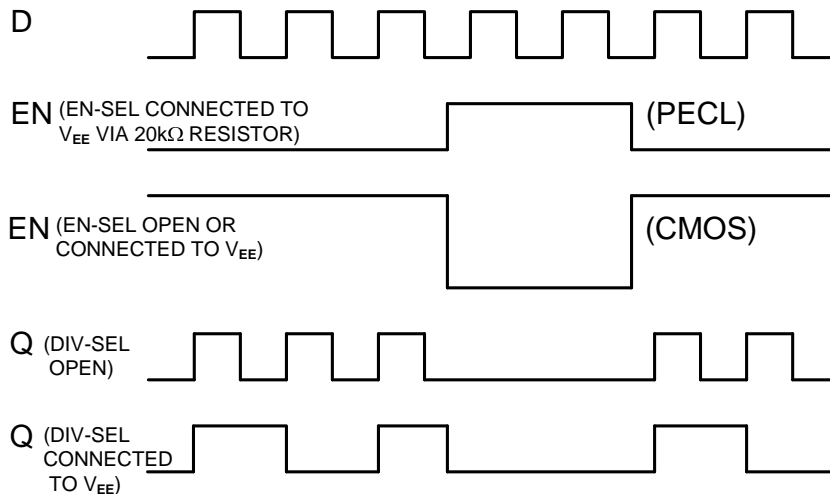 D
EN (EN-SEL CONNECTED TO
VEE VIA 20kΩ RESISTOR)
(PECL)
EN (EN-SEL OPEN OR
CONNECTED TO VEE)
(CMOS)
Q (DIV-SEL
OPEN)
Q (DIV-SEL
CONNECTED
TO VEE)